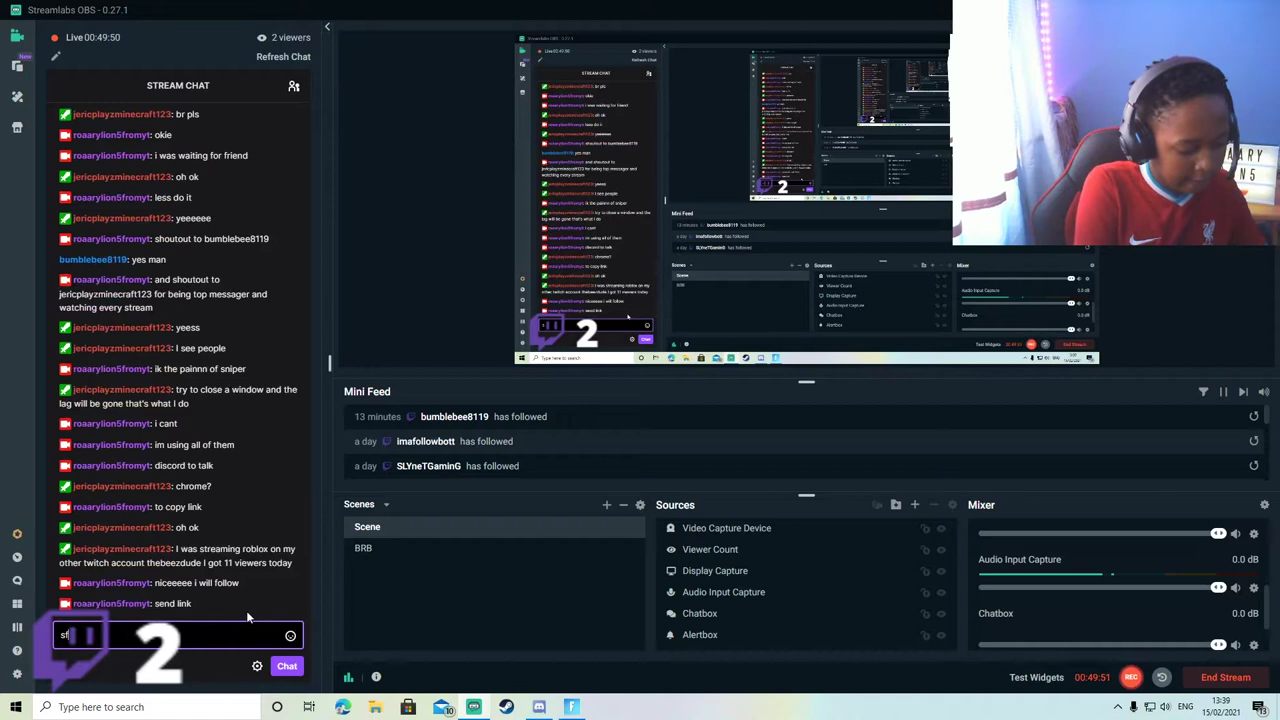 Streamlabs OBS - 0.27.1
Live 00:49:50
2 viewers
New
Refresh Chat
STREAM CHAT
jericplayzminecraft123: br pls
roaarylion5fromyt: okie
roaarylion5fromyt: i was waiting for friend
jericplayzminecraft123: oh ok
roaarylion5fromyt: less do it
jericplayzminecraft123: yeeeeee
roaarylion5fromyt: shoutout to bumblebee8119
bumblebee8119: yes man
roaarylion5fromyt: and shoutout to
jericplayzminecraft123 for being top messager and
watching every stream
jericplayzminecraft123: yeess
jericplayzminecraft123: I see people
roaarylion5fromyt: ik the painnn of sniper
jericplayzminecraft123: try to close a window and the
lag will be gone that's what I do
roaarylion5fromyt: i cant
roaarylion5fromyt: im using all of them
roaarylion5fromyt: discord to talk
jericplayzminecraft123: chrome?
roaarylion5fromyt: to copy link
jericplayzminecraft123: oh ok
jericplayzminecraft123: I was streaming roblox on my
other twitch account thebeezdude I got 11 viewers today
roaarylion5fromyt: niceeeee i will follow
roaarylion5fromyt: send link
sf
2
Chat
Mini Feed
13 minutes bumblebee8119 has followed
a day imafollowbott has followed
a day SLYneTGaminG has followed
Scenes
Scene
BRB
Sources
Video Capture Device
Viewer Count
Display Capture
Audio Input Capture
Chatbox
Alertbox
Mixer
0.0 dB
Audio Input Capture
0.0 dB
Chatbox
Test Widgets
00:49:51
REC
End Stream
Type here to search
10
ENG
13:39
15/02/2021
13